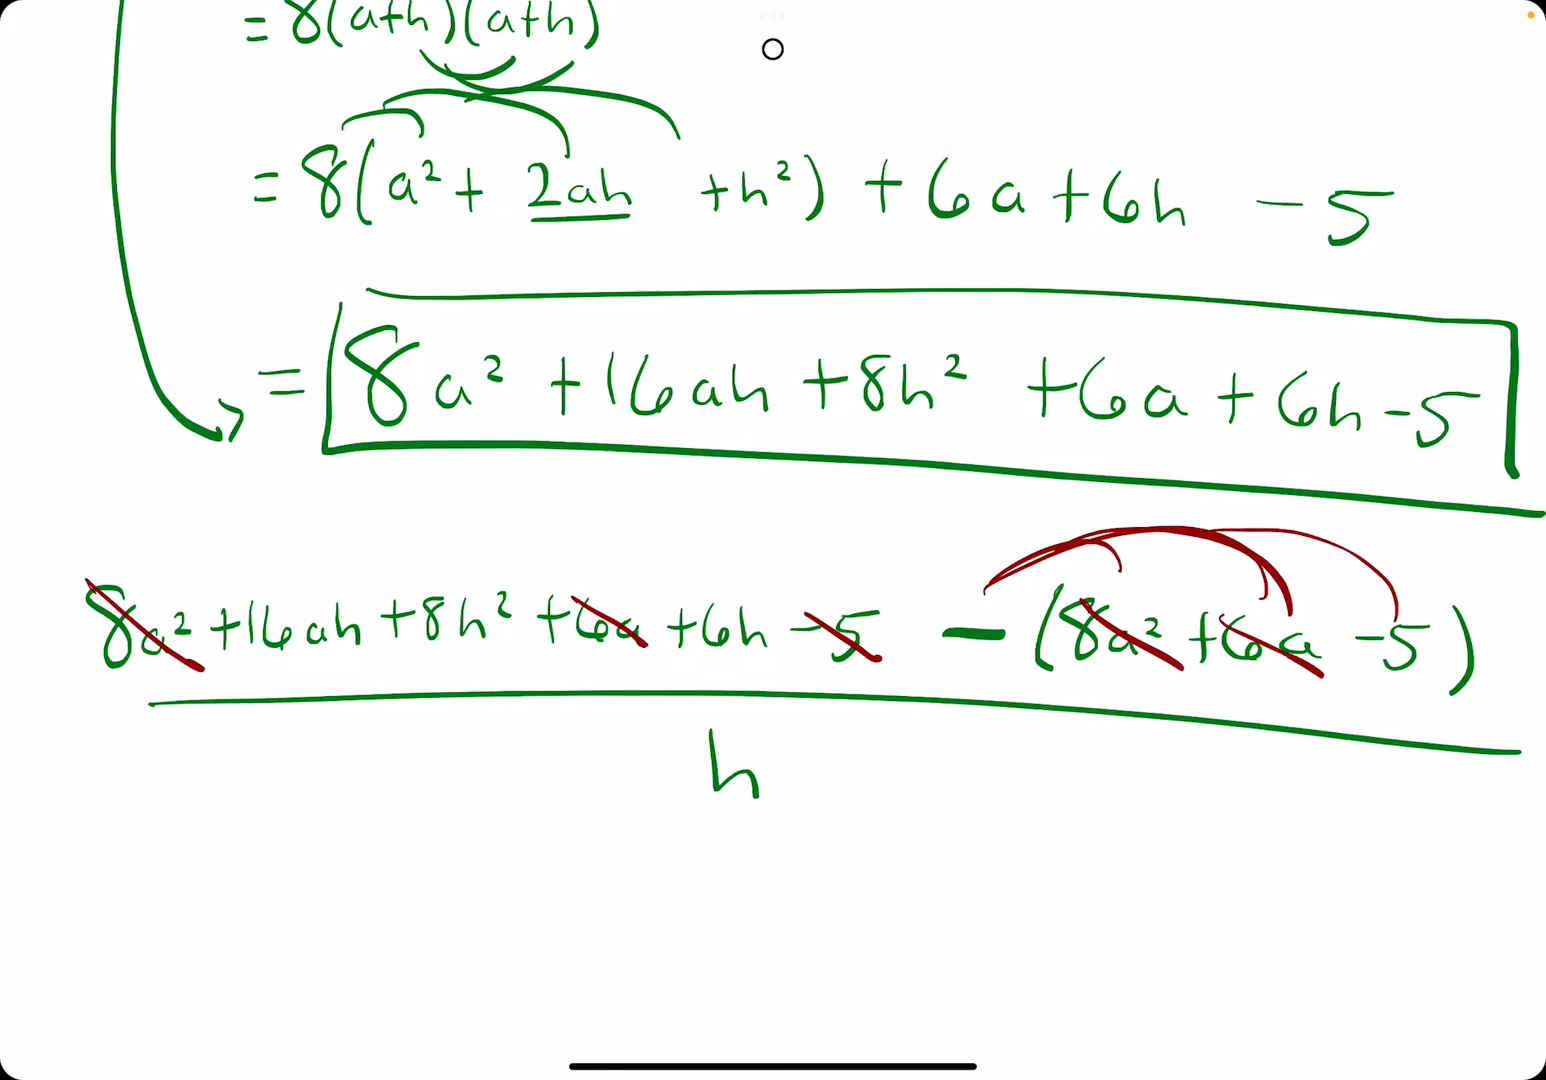 = 8(a+h)(a+h)
= 8(a² + 2ah + h²) + 6a + 6h - 5
= 8a² + 16ah + 8h² + 6a + 6h - 5
8a² + 16ah + 8h² + 6a + 6h - 5 - (8a² + 6a - 5)
h